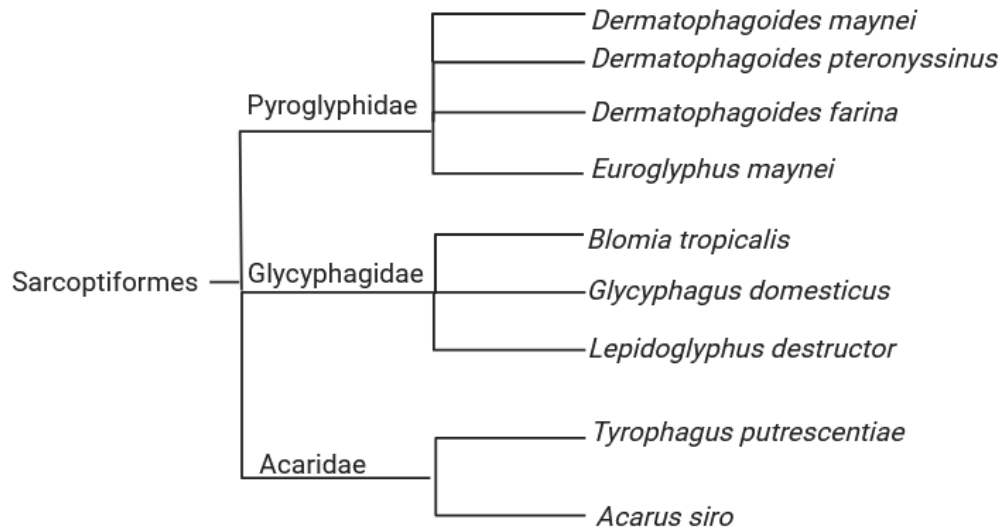 Dermatophagoides maynei
Dermatophagoides pteronyssinus
Pyroglyphidae
Dermatophagoides farina
Euroglyphus maynei
Blomia tropicalis
Sarcoptiformes
Glycyphagidae
Glycyphagus domesticus
Lepidoglyphus destructor
Tyrophagus putrescentiae
Acaridae
Acarus siro